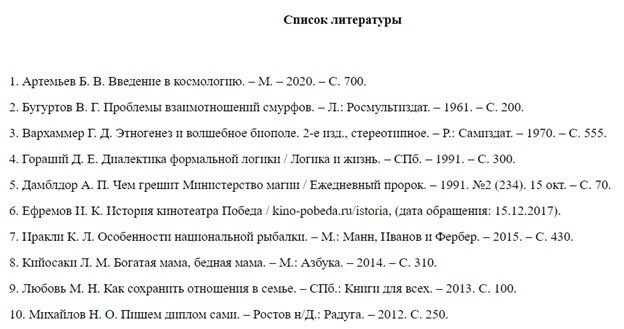 Список литературы
1. Артемьев Б. В. Введение в космологию. – М. – 2020. – С. 700.
2. Бугуртов В. Г. Проблемы взаимотношений смурфов. – Л.: Росмультиздат. – 1961. – С. 200.
3. Вархаммер Г. Д. Этногенез и волшебное биополе. 2-е изд., стереотипное. – Р.: Самиздат. – 1970. – С. 555.
4. Гораций Д. Е. Диалектика формальной логики / Логика и жизнь. – СПб. – 1991. – С. 300.
5. Дамблдор А. П. Чем грешит Министерство магии / Ежедневный пророк. – 1991. №2 (234). 15 окт. – С. 70.
6. Ефремов И. К. История кинотеатра Победа / kino-pobeda.ru/istoria, (дата обращения: 15.12.2017).
7. Иракли К. Л. Особенности национальной рыбалки. – М.: Манн, Иванов и Фербер. – 2015. – С. 430.
8. Кийосаки Л. М. Богатая мама, бедная мама. – М.: Азбука. – 2014. – С. 310.
9. Любовь М. Н. Как сохранить отношения в семье. – СПб.: Книги для всех. – 2013. С. 100.
10. Михайлов Н. О. Пишем диплом сами. – Ростов н/Д.: Радуга. – 2012. С. 250.